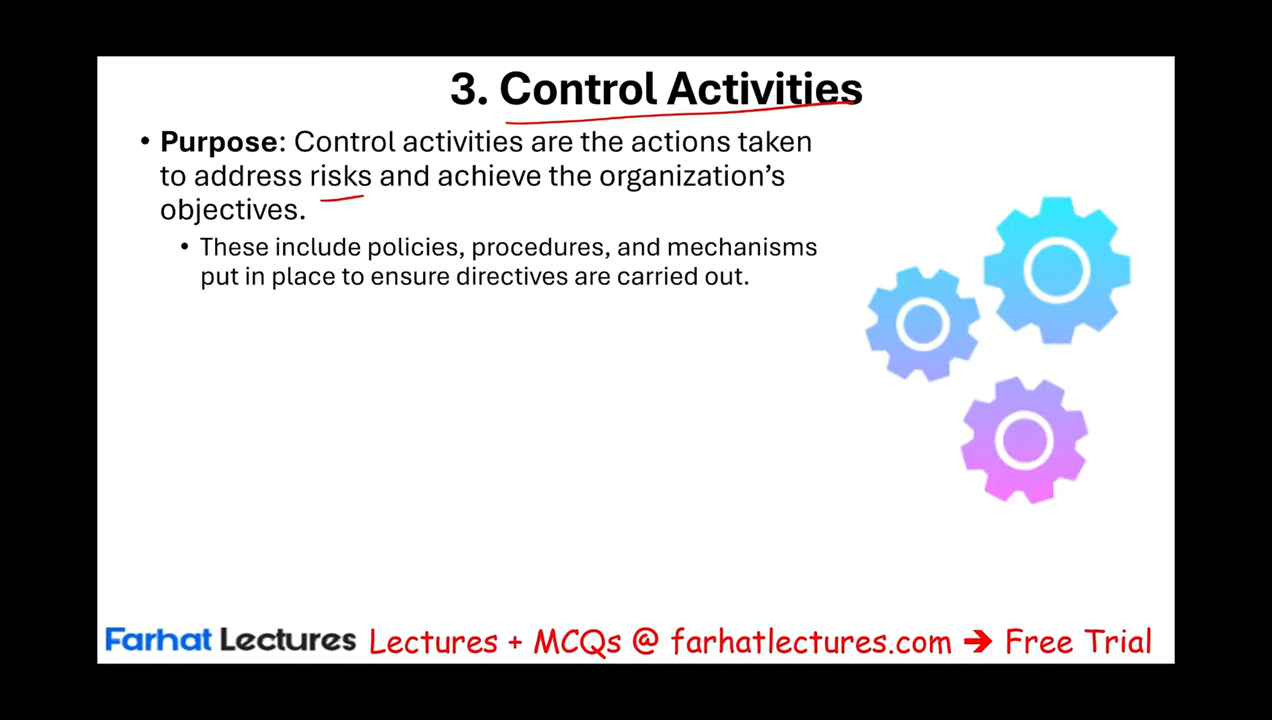 3. Control Activities
• Purpose: Control activities are the actions taken
to address risks and achieve the organization’s
objectives.
• These include policies, procedures, and mechanisms
put in place to ensure directives are carried out.
Farhat Lectures Lectures + MCQs @ farhatlectures.com ➔ Free Trial